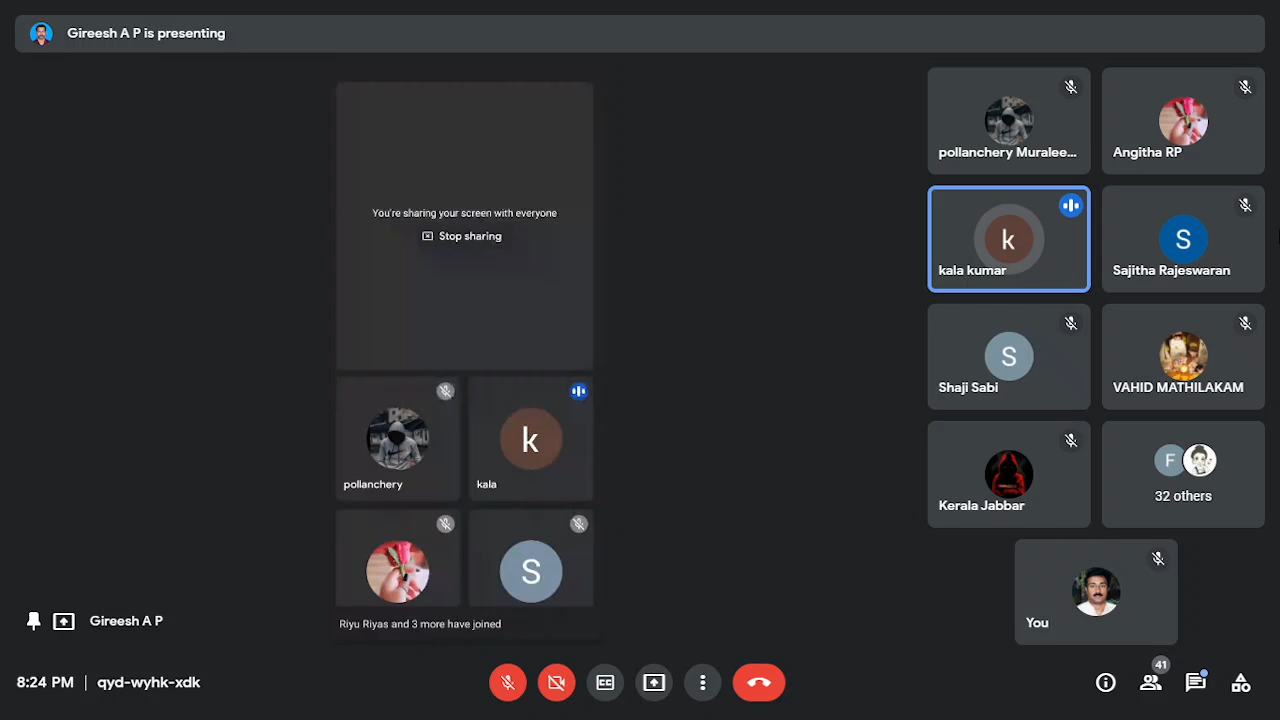 Gireesh A P is presenting
You're sharing your screen with everyone
Stop sharing
pollanchery
k
kala
S
Riyu Riyas and 3 more have joined
pollanchery Muralee...
Angitha RP
k
kala kumar
S
Sajitha Rajeswaran
S
Shaji Sabi
VAHID MATHILAKAM
Kerala Jabbar
F
32 others
You
Gireesh A P
8:24 PM | qyd-wyhk-xdk
CC
41